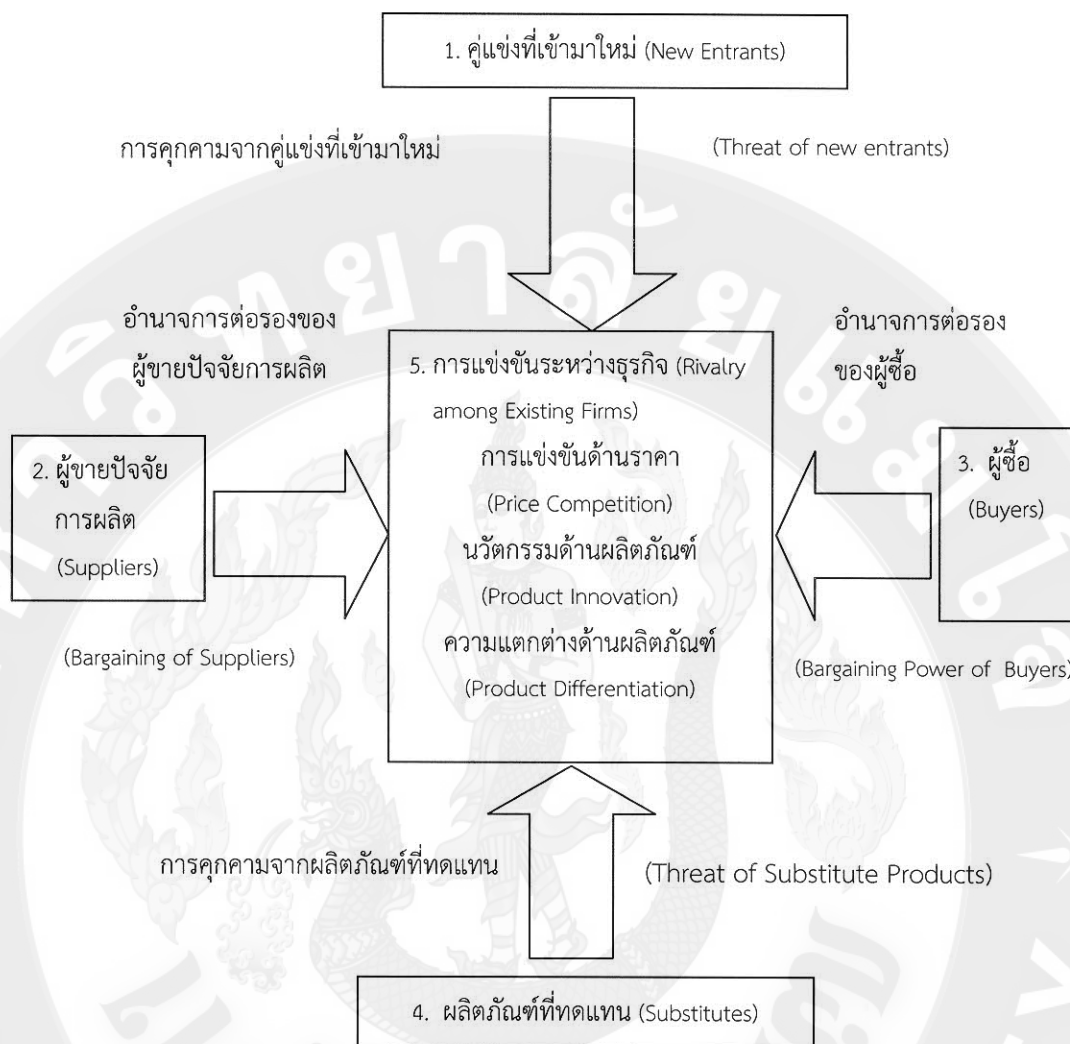 1. คู่แข่งที่เข้ามาใหม่ (New Entrants)
การคุกคามจากคู่แข่งที่เข้ามาใหม่
(Threat of new entrants)
อำนาจการต่อรองของ
ผู้ขายปัจจัยการผลิต
อำนาจการต่อรอง
ของผู้ซื้อ
5. การแข่งขันระหว่างธุรกิจ (Rivalry
among Existing Firms)
การแข่งขันด้านราคา
(Price Competition)
นวัตกรรมด้านผลิตภัณฑ์
(Product Innovation)
ความแตกต่างด้านผลิตภัณฑ์
(Product Differentiation)
2. ผู้ขายปัจจัย
การผลิต
(Suppliers)
3. ผู้ซื้อ
(Buyers)
(Bargaining of Suppliers)
(Bargaining Power of Buyers)
การคุกคามจากผลิตภัณฑ์ที่ทดแทน
(Threat of Substitute Products)
4. ผลิตภัณฑ์ที่ทดแทน (Substitutes)